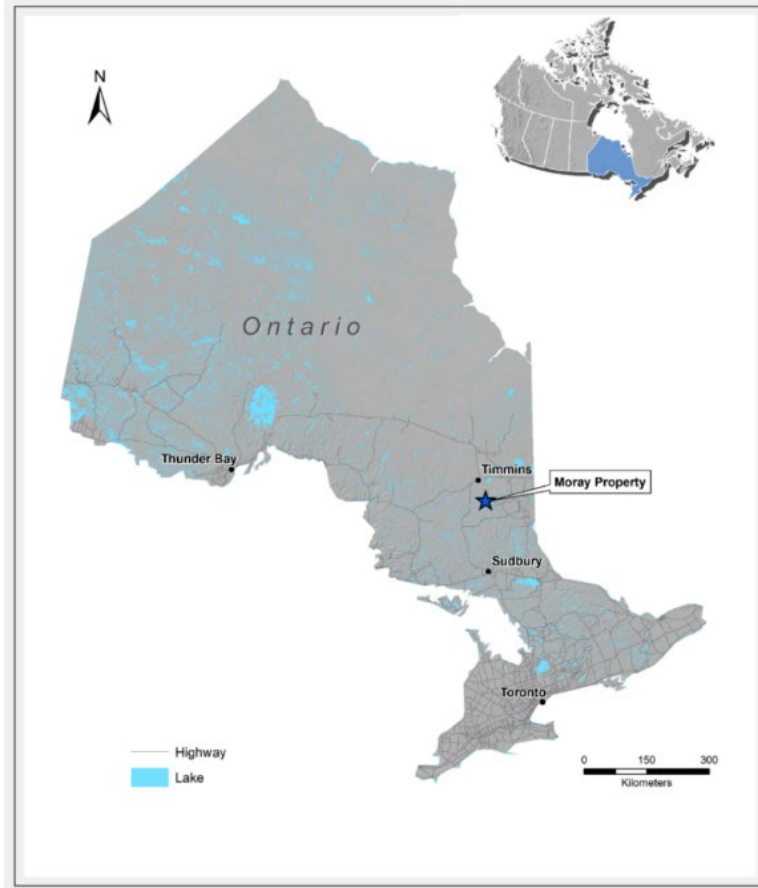 N
Ontario
Thunder Bay
Timmins
Moray Property
Sudbury
Toronto
Highway
Lake
0 150 300
Kilometers